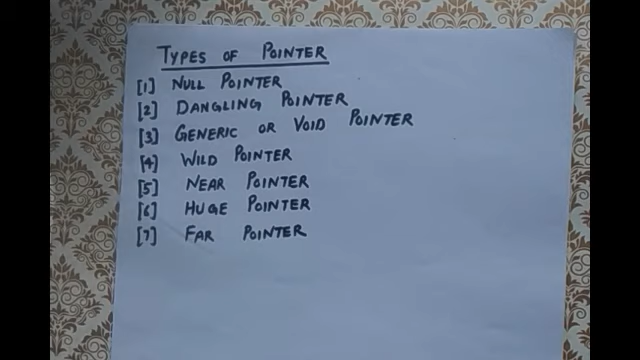 TYPES OF POINTER
[1] NULL POINTER
[2] DANGLING POINTER
[3] GENERIC OR VOID POINTER
[4] WILD POINTER
[5] NEAR POINTER
[6] HUGE POINTER
[7] FAR POINTER